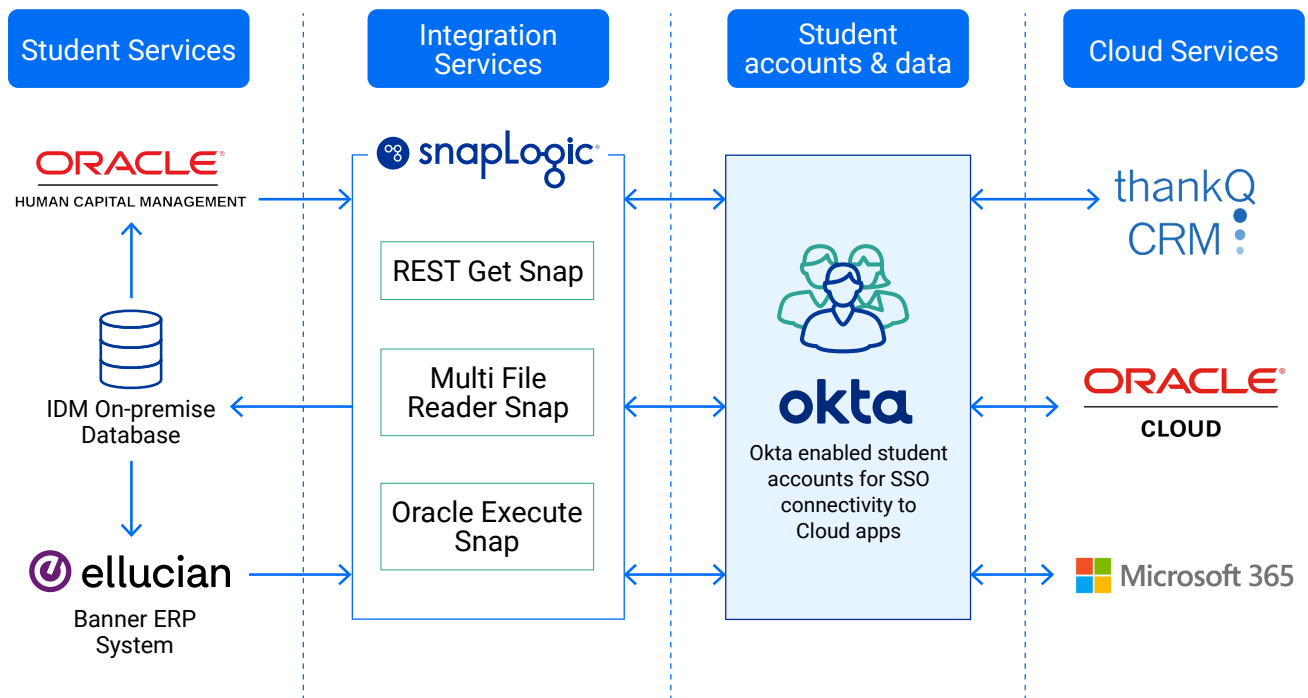 Student Services
Integration
Services
Student
accounts & data
Cloud Services
ORACLE®
HUMAN CAPITAL MANAGEMENT
IDM On-premise
Database
ellucian
Banner ERP
System
snapLogic®
REST Get Snap
Multi File
Reader Snap
Oracle Execute
Snap
okta
Okta enabled student
accounts for SSO
connectivity to
Cloud apps
thankQ
CRM
ORACLE®
CLOUD
Microsoft 365